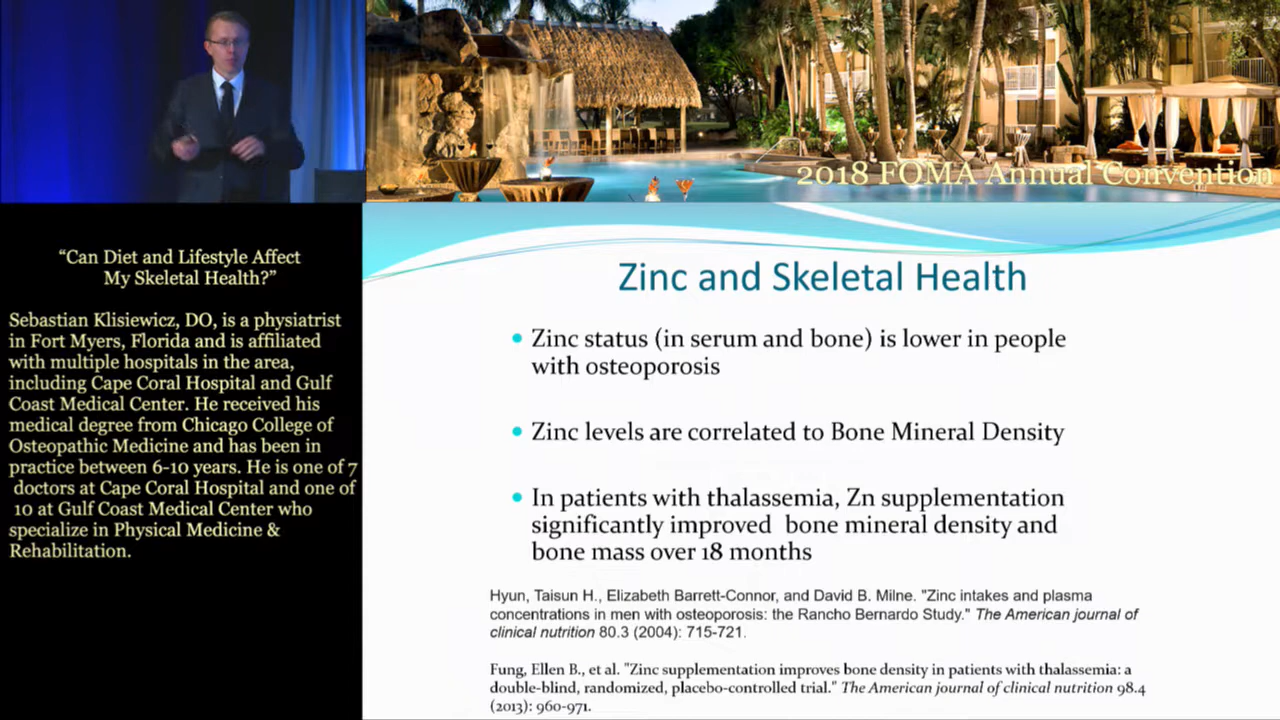 2018 FOMA Annual Convention
“Can Diet and Lifestyle Affect
My Skeletal Health?”
Sebastian Klisiewicz, DO, is a physiatrist
in Fort Myers, Florida and is affiliated
with multiple hospitals in the area,
including Cape Coral Hospital and Gulf
Coast Medical Center. He received his
medical degree from Chicago College of
Osteopathic Medicine and has been in
practice between 6-10 years. He is one of 7
doctors at Cape Coral Hospital and one of
10 at Gulf Coast Medical Center who
specialize in Physical Medicine &
Rehabilitation.
Zinc and Skeletal Health
• Zinc status (in serum and bone) is lower in people
with osteoporosis
• Zinc levels are correlated to Bone Mineral Density
• In patients with thalassemia, Zn supplementation
significantly improved bone mineral density and
bone mass over 18 months
Hyun, Taisun H., Elizabeth Barrett-Connor, and David B. Milne. "Zinc intakes and plasma
concentrations in men with osteoporosis: the Rancho Bernardo Study." The American journal of
clinical nutrition 80.3 (2004): 715-721.
Fung, Ellen B., et al. "Zinc supplementation improves bone density in patients with thalassemia: a
double-blind, randomized, placebo-controlled trial." The American journal of clinical nutrition 98.4
(2013): 960-971.